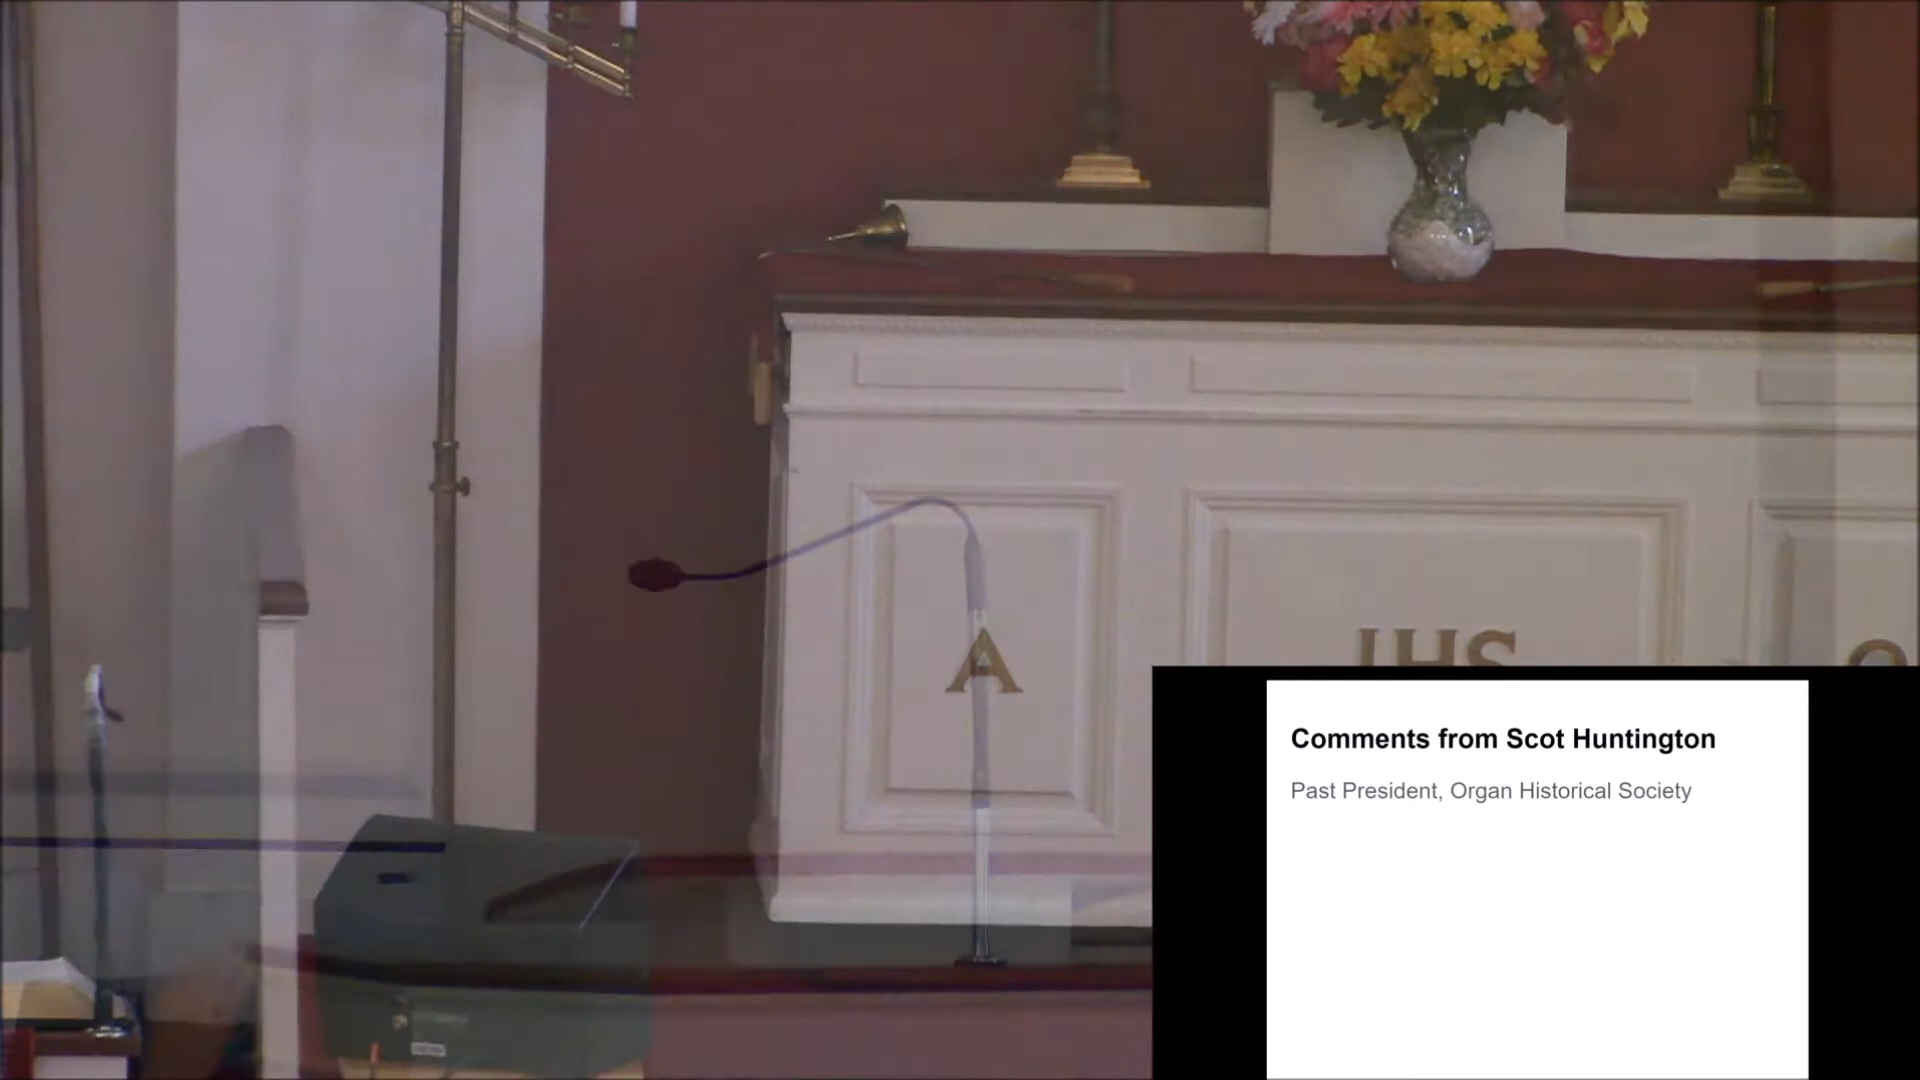 A
IHS
Comments from Scot Huntington
Past President, Organ Historical Society